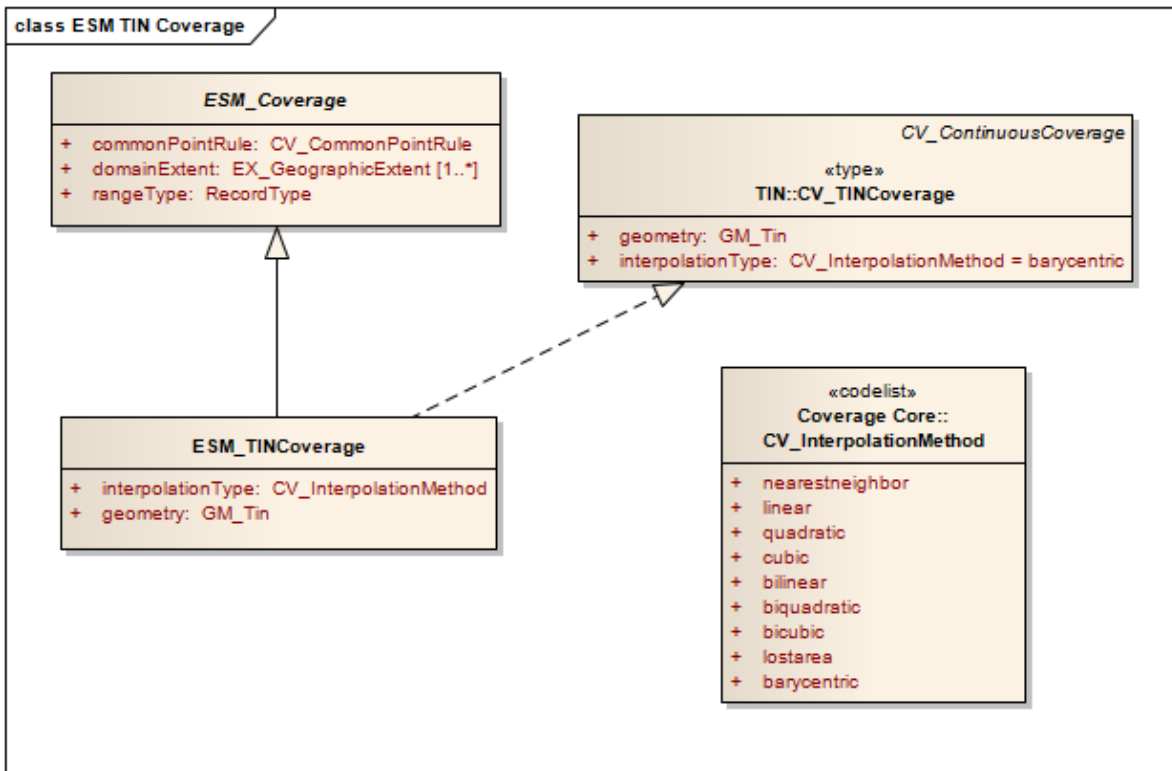 class ESM TIN Coverage
ESM_Coverage
+ commonPointRule: CV_CommonPointRule
+ domainExtent: EX_GeographicExtent [1..*]
+ rangeType: RecordType
CV_ContinuousCoverage
«type»
TIN::CV_TINCoverage
+ geometry: GM_Tin
+ interpolationType: CV_InterpolationMethod = barycentric
ESM_TINCoverage
+ interpolationType: CV_InterpolationMethod
+ geometry: GM_Tin
«codelist»
Coverage Core::
CV_InterpolationMethod
+ nearestneighbor
+ linear
+ quadratic
+ cubic
+ bilinear
+ biquadratic
+ bicubic
+ lostarea
+ barycentric